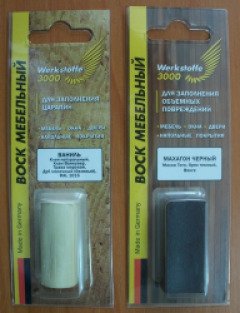 Werkstoffe
3000
ВОСК МЕБЕЛЬНЫЙ
ДЛЯ ЗАПОЛНЕНИЯ
ЦАРАПИН
•МЕБЕЛЬ •ОКНА •ДВЕРИ
•НАПОЛЬНЫЕ ПОКРЫТИЯ
ВАНИЛЬ
Made in Germany
Werkstoffe
3000
ВОСК МЕБЕЛЬНЫЙ
ДЛЯ ЗАПОЛНЕНИЯ
ОБЪЕМНЫХ
ПОВРЕЖДЕНИЙ
•МЕБЕЛЬ •ОКНА •ДВЕРИ
•НАПОЛЬНЫЕ ПОКРЫТИЯ
МАХАГОН ЧЕРНЫЙ
Made in Germany